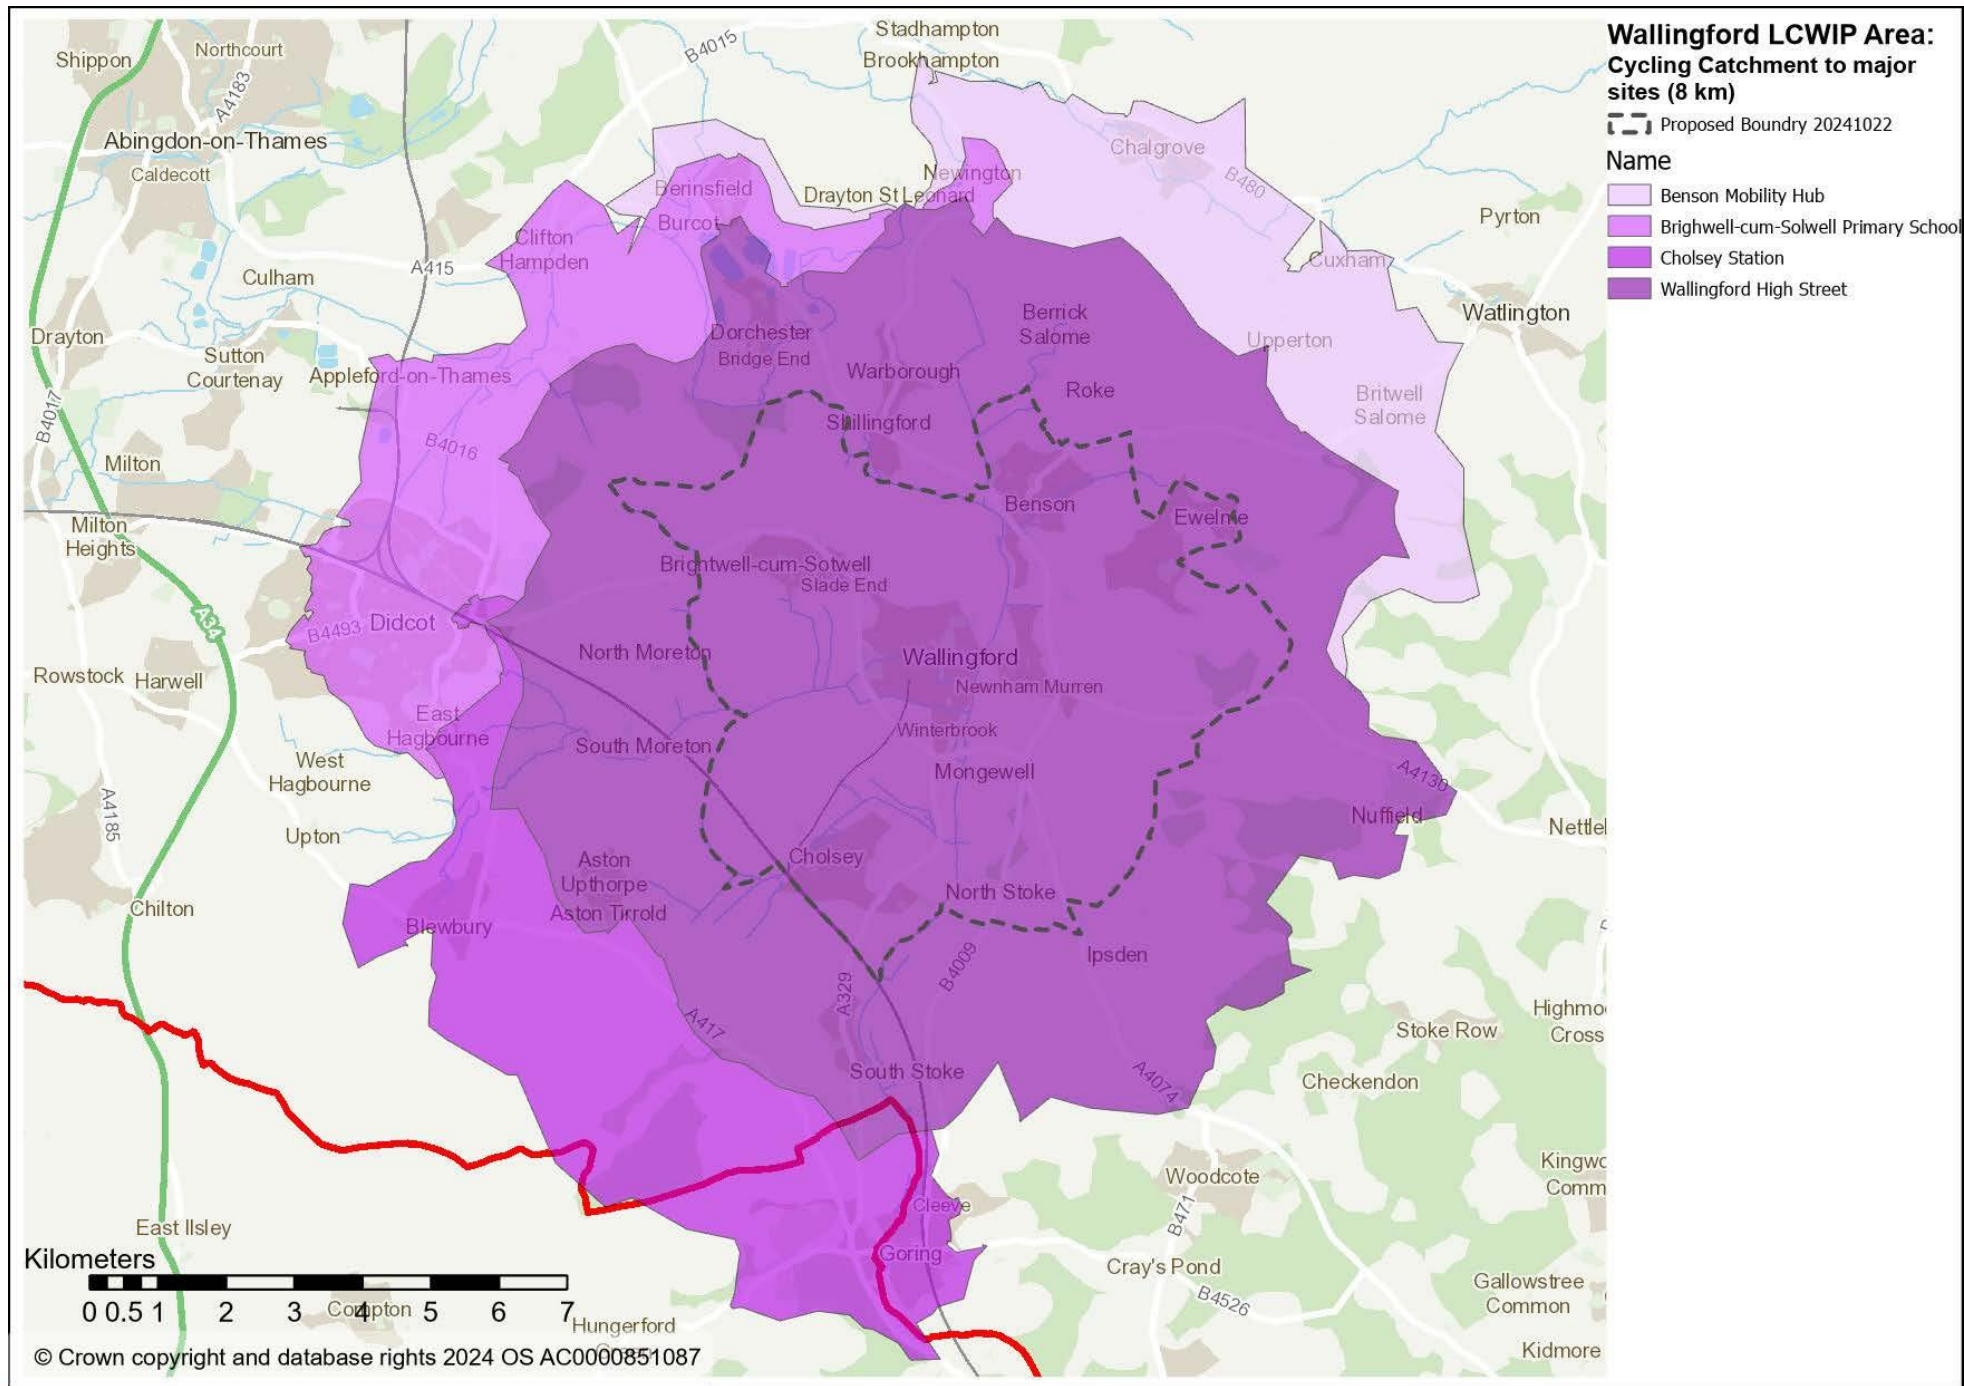 Wallingford LCWIP Area:
Cycling Catchment to major
sites (8 km)
Proposed Boundry 20241022
Name
Benson Mobility Hub
Brighwell-cum-Solwell Primary School
Cholsey Station
Wallingford High Street
Stadhampton
Brookhampton
B4015
Northcourt
Shippon
A4183
Abingdon-on-Thames
Caldecott
Chalgrove
B480
Newington
Berinsfield
Drayton St Leonard
Burcot
Pyrton
Clifton
Hampden
A415
Culham
Cuxham
Watlington
Drayton
Dorchester
Bridge End
Berrick
Salome
Upperton
Sutton
Courtenay
Appleford-on-Thames
Warborough
Roke
Britwell
Salome
B4017
B4016
Shillingford
Milton
Benson
Ewelme
Milton
Heights
Brightwell-cum-Sotwell
Slade End
A34
B4493
Didcot
North Moreton
Wallingford
Newnham Murren
Rowstock
Harwell
East
Hagbourne
Winterbrook
South Moreton
West
Hagbourne
Mongewell
A4130
Nuffield
A4185
Upton
Nettle
Cholsey
Aston
Upthorpe
Aston Tirrold
North Stoke
Chilton
Blewbury
Ipsden
B4009
A329
A417
Highmo
Cross
Stoke Row
South Stoke
A4074
Checkendon
Kingwo
Comm
Woodcote
Cleeve
B471
East Ilsley
Goring
Cray's Pond
B4526
Gallowstree
Common
Kilometers
0 0.5 1 2 3 4 5 6 7
Compton
Hungerford
Kidmore
© Crown copyright and database rights 2024 OS AC0000851087